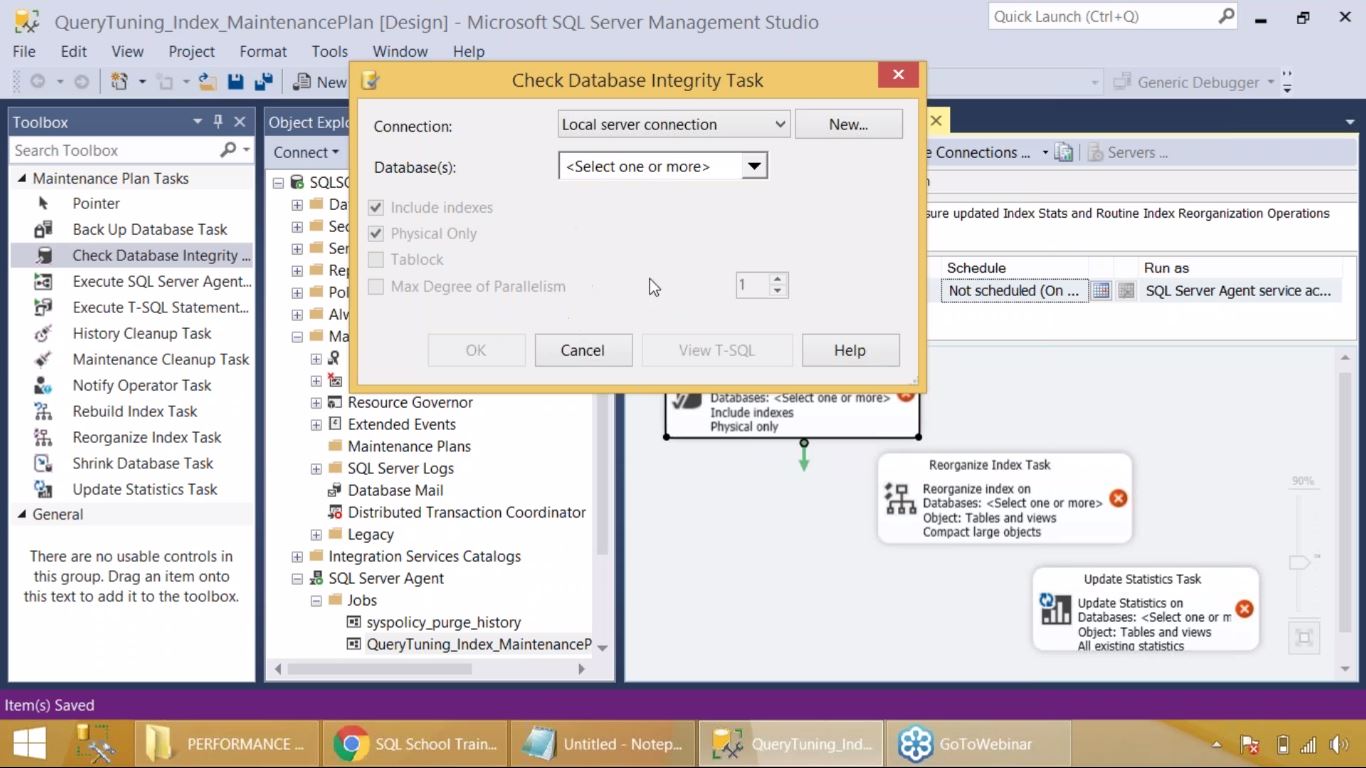 QueryTuning_Index_MaintenancePlan [Design] - Microsoft SQL Server Management Studio
Quick Launch (Ctrl+Q)
File Edit View Project Format Tools Window Help
New
Generic Debugger
Toolbox
Search Toolbox
Maintenance Plan Tasks
Pointer
Back Up Database Task
Check Database Integrity ...
Execute SQL Server Agent...
Execute T-SQL Statement...
History Cleanup Task
Maintenance Cleanup Task
Notify Operator Task
Rebuild Index Task
Reorganize Index Task
Shrink Database Task
Update Statistics Task
General
There are no usable controls in
this group. Drag an item onto
this text to add it to the toolbox.
Object Explo
Connect
SQLSC
Da
Sec
Ser
Rep
Pol
Alw
Ma
Resource Governor
Extended Events
Maintenance Plans
SQL Server Logs
Database Mail
Distributed Transaction Coordinator
Legacy
Integration Services Catalogs
SQL Server Agent
Jobs
syspolicy_purge_history
QueryTuning_Index_MaintenanceP
Check Database Integrity Task
Connection: Local server connection New...
Database(s): <Select one or more>
Include indexes
Physical Only
Tablock
Max Degree of Parallelism 1
OK Cancel View T-SQL Help
e Connections ... Servers ...
n
sure updated Index Stats and Routine Index Reorganization Operations
Schedule Run as
Not scheduled (On ... SQL Server Agent service ac...
Databases: <Select one or more>
Include indexes
Physical only
Reorganize Index Task
Reorganize index on
Databases: <Select one or more>
Object: Tables and views
Compact large objects
90%
Update Statistics Task
Update Statistics on
Databases: <Select one or m
Object: Tables and views
All existing statistics
Item(s) Saved
PERFORMANCE ...
SQL School Train...
Untitled - Notep...
QueryTuning_Ind...
GoToWebinar